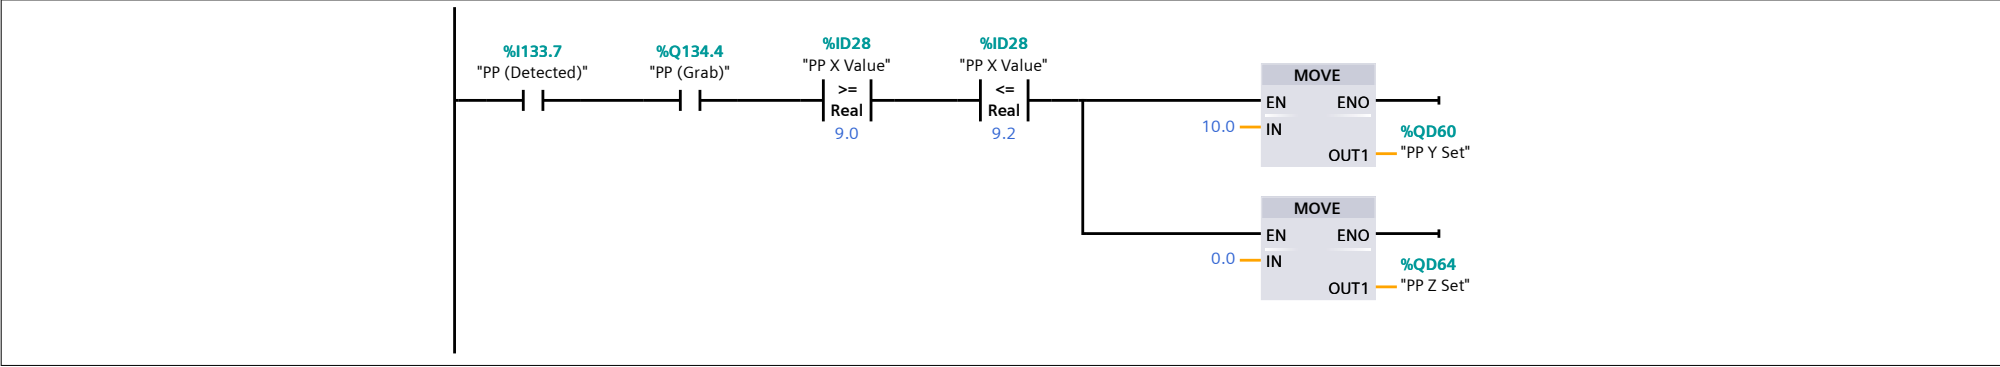 %I133.7
"PP (Detected)"
%Q134.4
"PP (Grab)"
%ID28
"PP X Value"
>=
Real
9.0
%ID28
"PP X Value"
<=
Real
9.2
MOVE
EN ENO
10.0 IN
%QD60
OUT1 "PP Y Set"
MOVE
EN ENO
0.0 IN
%QD64
OUT1 "PP Z Set"